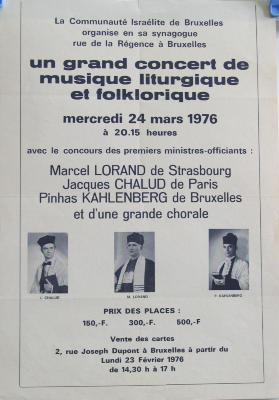 La Communauté Israélite de Bruxelles
organise en sa synagogue
rue de la Régence à Bruxelles
un grand concert de
musique liturgique
et folklorique
mercredi 24 mars 1976
à 20.15 heures
avec le concours des premiers ministres-officiants :
Marcel LORAND de Strasbourg
Jacques CHALUD de Paris
Pinhas KAHLENBERG de Bruxelles
et d'une grande chorale
J. CHALUD
M. LORAND
P. KAHLENBERG
PRIX DES PLACES :
150,-F. 300,-F. 500,-F
Vente des cartes
2, rue Joseph Dupont à Bruxelles à partir du
Lundi 23 Février 1976
de 14,30 h à 17 h